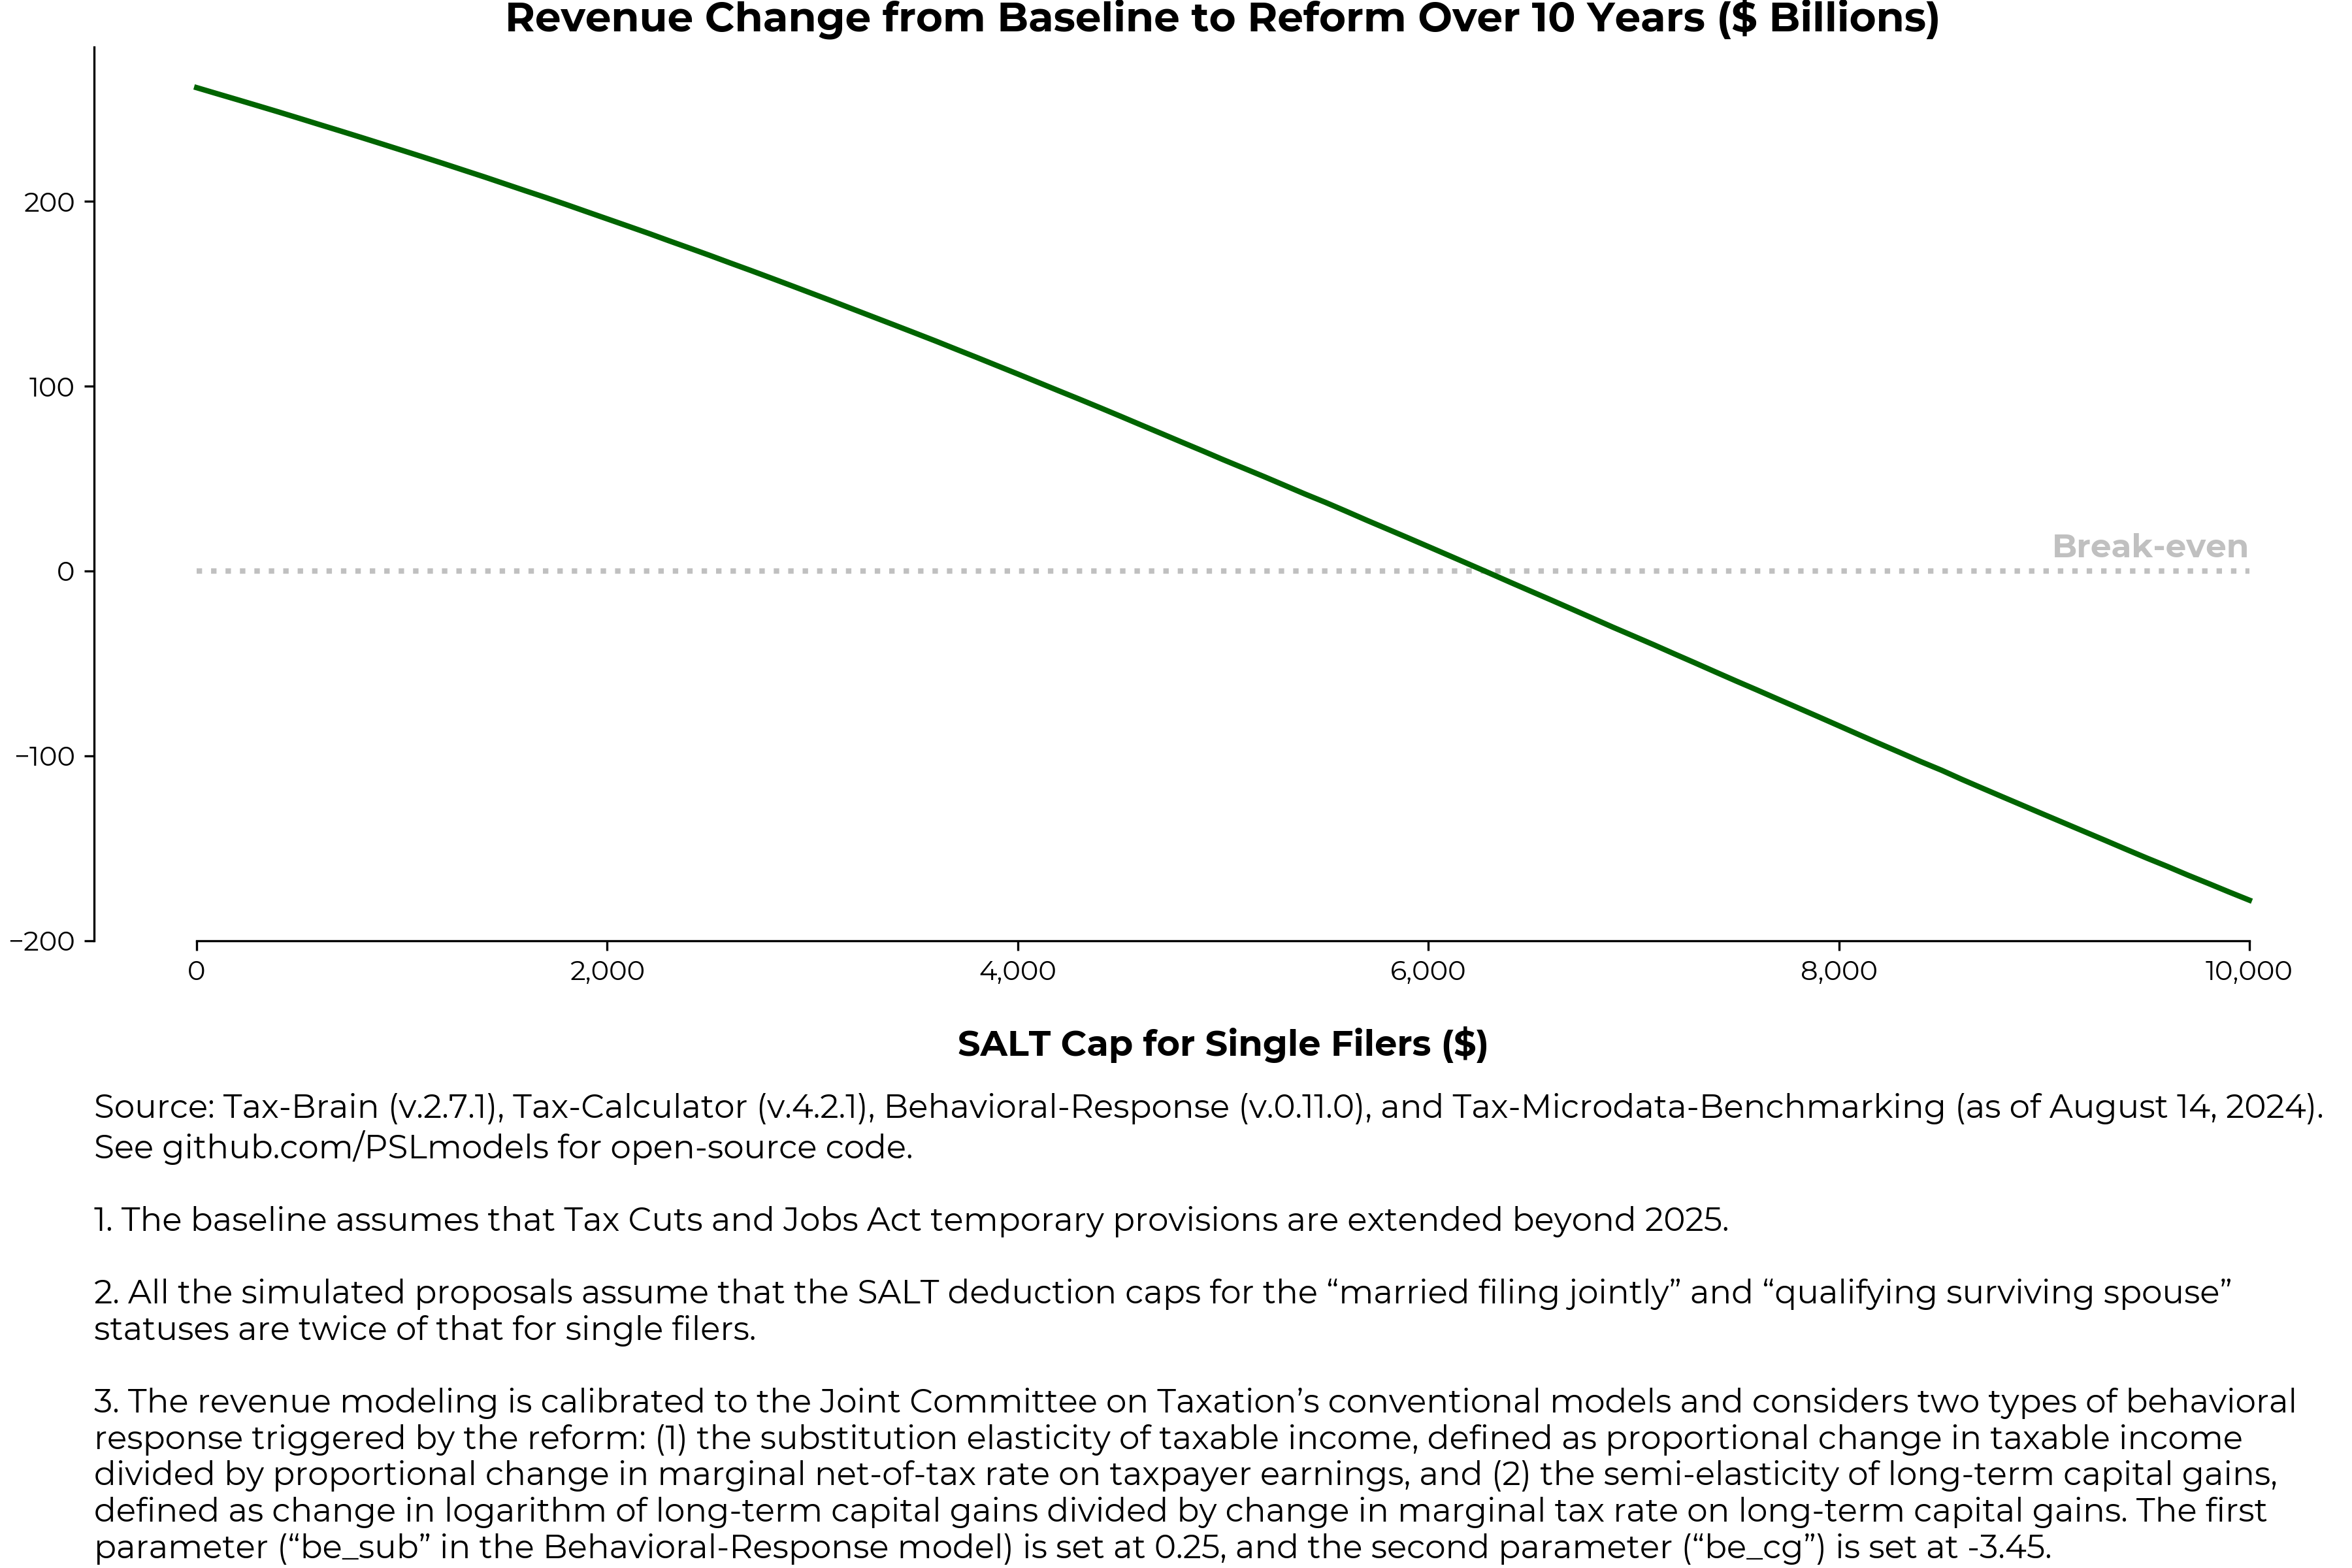 Revenue Change from Baseline to Reform Over 10 Years ($ Billions)
200
100
0
−100
−200
Break-even
0
2,000
4,000
6,000
8,000
10,000
SALT Cap for Single Filers ($)
Source: Tax-Brain (v.2.7.1), Tax-Calculator (v.4.2.1), Behavioral-Response (v.0.11.0), and Tax-Microdata-Benchmarking (as of August 14, 2024).
See github.com/PSLmodels for open-source code.
1. The baseline assumes that Tax Cuts and Jobs Act temporary provisions are extended beyond 2025.
2. All the simulated proposals assume that the SALT deduction caps for the “married filing jointly” and “qualifying surviving spouse”
statuses are twice of that for single filers.
3. The revenue modeling is calibrated to the Joint Committee on Taxation’s conventional models and considers two types of behavioral
response triggered by the reform: (1) the substitution elasticity of taxable income, defined as proportional change in taxable income
divided by proportional change in marginal net-of-tax rate on taxpayer earnings, and (2) the semi-elasticity of long-term capital gains,
defined as change in logarithm of long-term capital gains divided by change in marginal tax rate on long-term capital gains. The first
parameter (“be_sub” in the Behavioral-Response model) is set at 0.25, and the second parameter (“be_cg”) is set at -3.45.